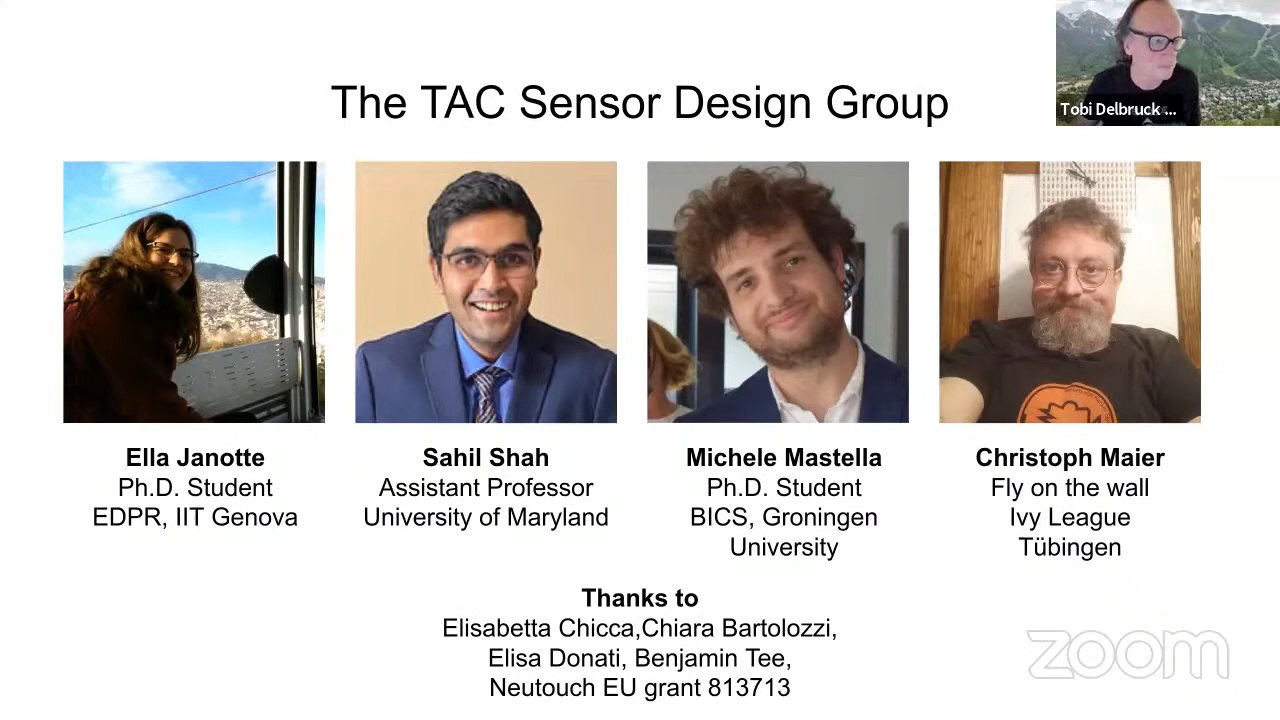 The TAC Sensor Design Group
Tobi Delbruck ...
Ella Janotte
Ph.D. Student
EDPR, IIT Genova
Sahil Shah
Assistant Professor
University of Maryland
Michele Mastella
Ph.D. Student
BICS, Groningen
University
Christoph Maier
Fly on the wall
Ivy League
Tübingen
Thanks to
Elisabetta Chicca,Chiara Bartolozzi,
Elisa Donati, Benjamin Tee,
Neutouch EU grant 813713
zoom